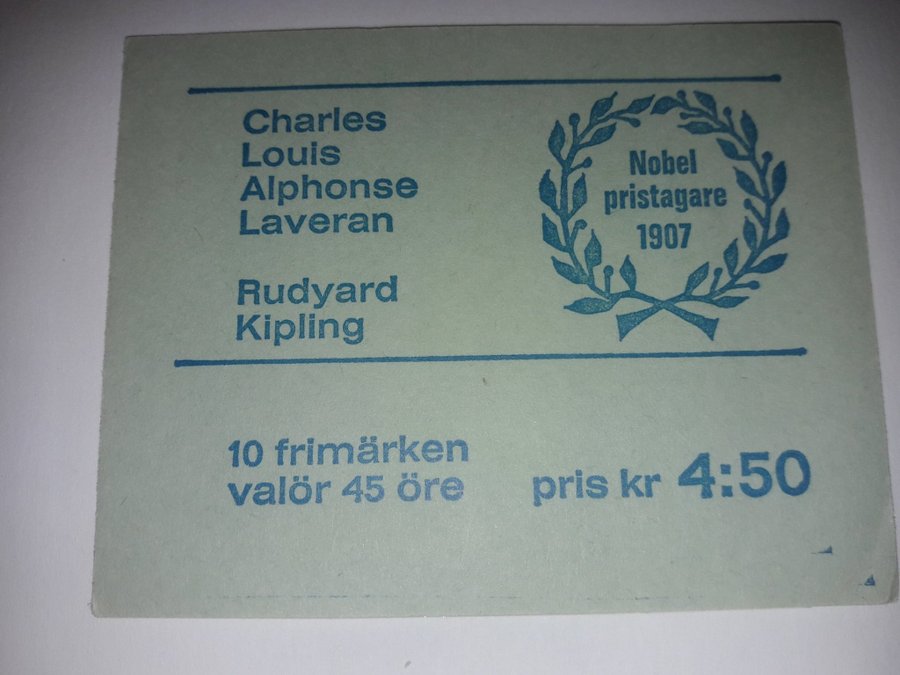 Charles
Louis
Alphonse
Laveran
Rudyard
Kipling
Nobel
pristagare
1907
10 frimärken
valör 45 öre
pris kr 4:50